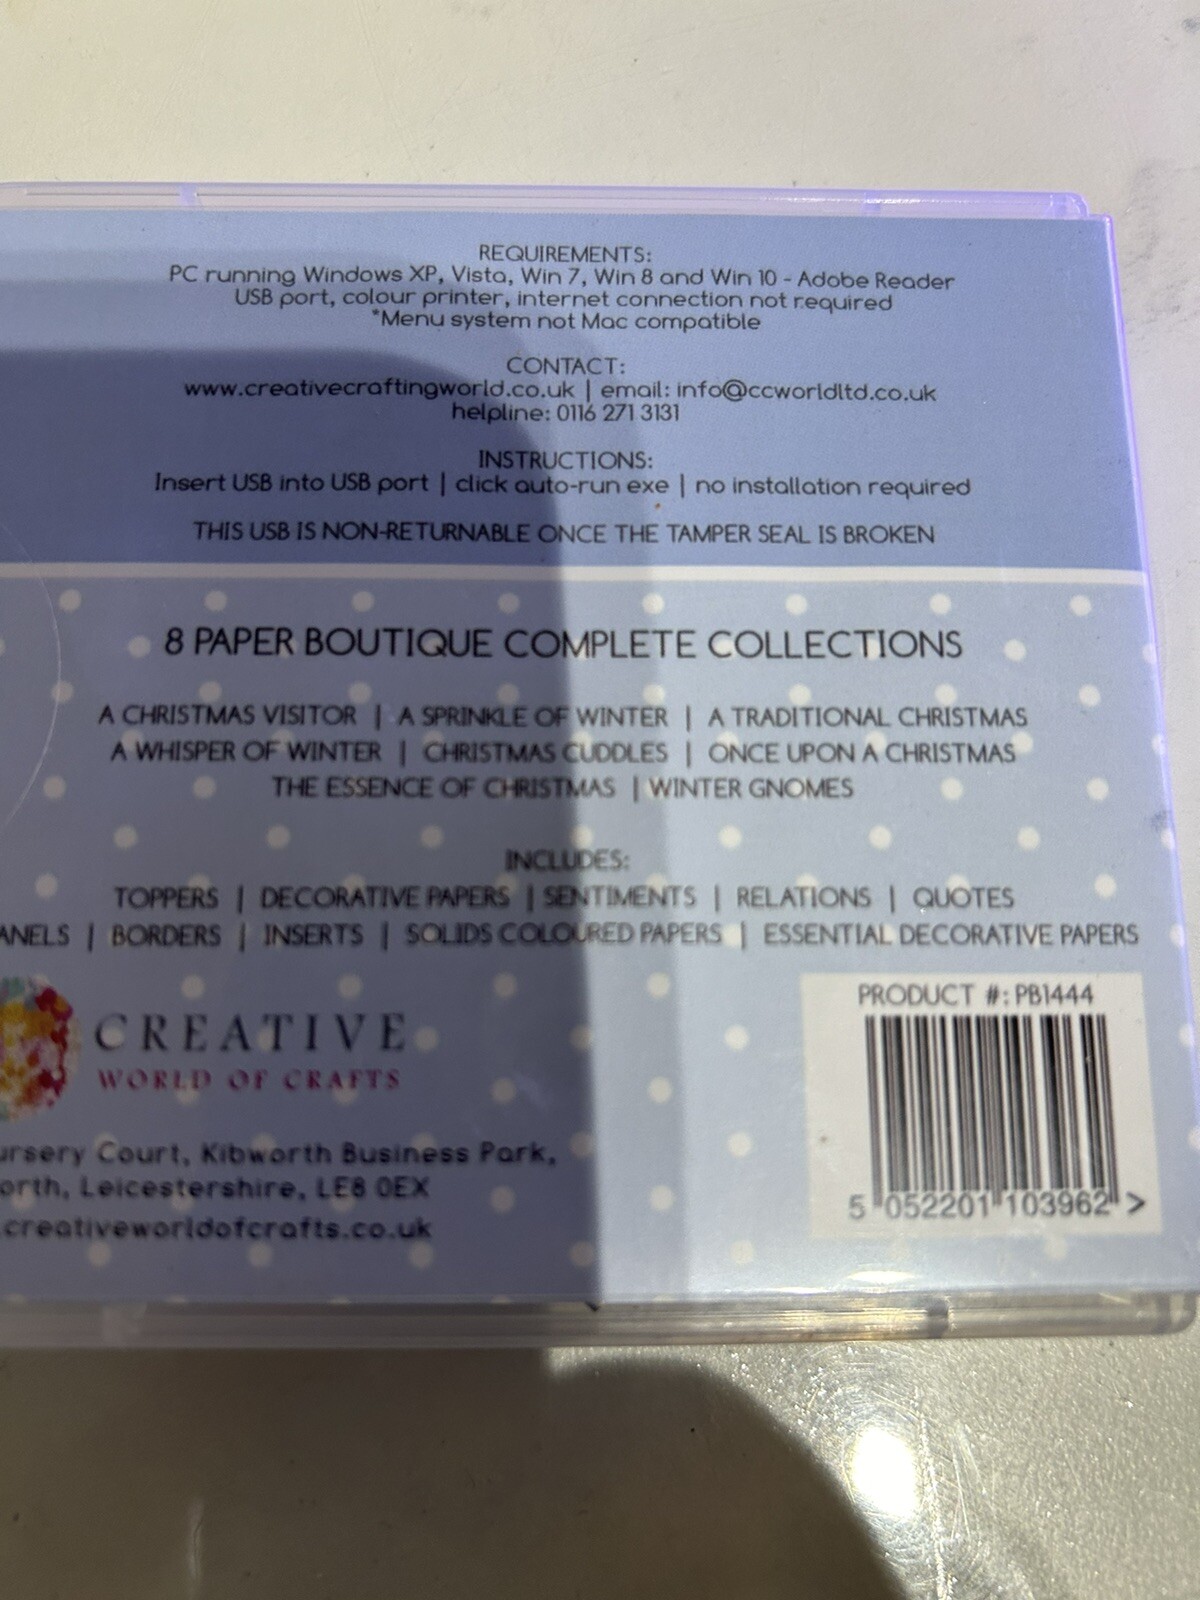 REQUIREMENTS:
PC running Windows XP, Vista, Win 7, Win 8 and Win 10 - Adobe Reader
USB port, colour printer, internet connection not required
*Menu system not Mac compatible
CONTACT:
www.creativecraftingworld.co.uk | email: info@ccworldltd.co.uk
helpline: 0116 271 3131
INSTRUCTIONS:
Insert USB into USB port | click auto-run exe | no installation required
THIS USB IS NON-RETURNABLE ONCE THE TAMPER SEAL IS BROKEN
8 PAPER BOUTIQUE COMPLETE COLLECTIONS
A CHRISTMAS VISITOR | A SPRINKLE OF WINTER | A TRADITIONAL CHRISTMAS
A WHISPER OF WINTER | CHRISTMAS CUDDLES | ONCE UPON A CHRISTMAS
THE ESSENCE OF CHRISTMAS | WINTER GNOMES
INCLUDES:
TOPPERS | DECORATIVE PAPERS | SENTIMENTS | RELATIONS | QUOTES
ANELS | BORDERS | INSERTS | SOLIDS COLOURED PAPERS | ESSENTIAL DECORATIVE PAPERS
CREATIVE
WORLD OF CRAFTS
ursery Court, Kibworth Business Park,
orth, Leicestershire, LE8 0EX
.creativeworldofcrafts.co.uk
PRODUCT #: PB1444
5 052201 103962 >